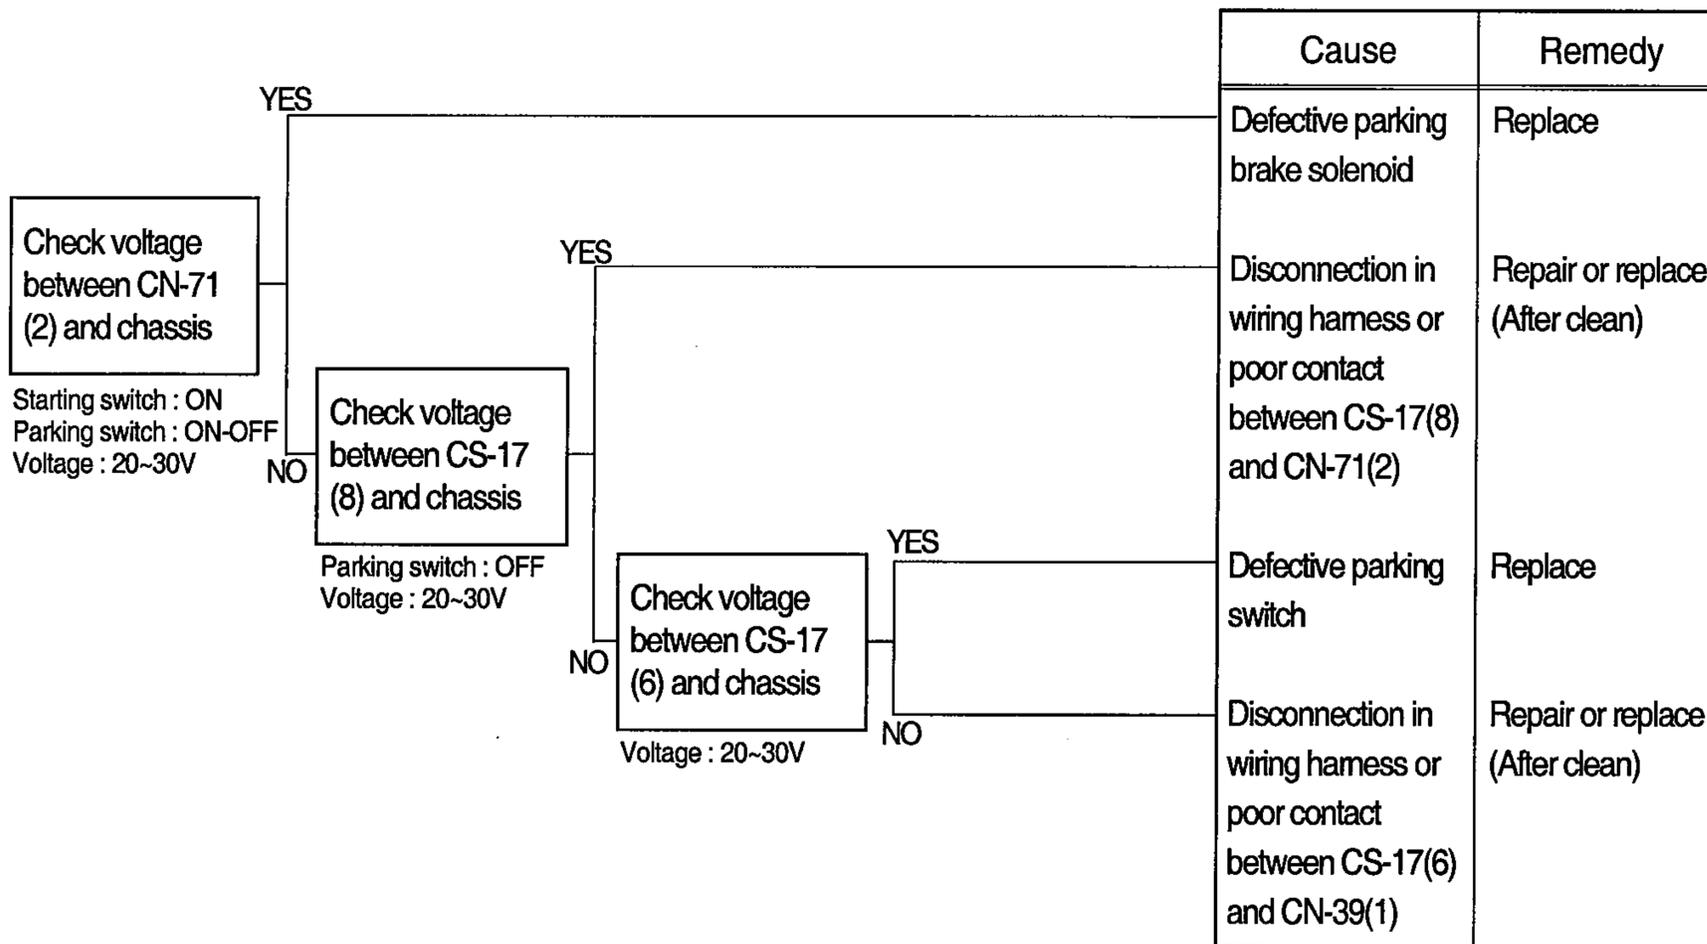 Cause
Remedy
YES
Defective parking
brake solenoid
Replace
Check voltage
between CN-71
(2) and chassis
Starting switch : ON
Parking switch : ON-OFF
Voltage : 20~30V
YES
Disconnection in
wiring harness or
poor contact
between CS-17(8)
and CN-71(2)
Repair or replace
(After clean)
NO
Check voltage
between CS-17
(8) and chassis
Parking switch : OFF
Voltage : 20~30V
YES
Defective parking
switch
Replace
NO
Check voltage
between CS-17
(6) and chassis
Voltage : 20~30V
NO
Disconnection in
wiring harness or
poor contact
between CS-17(6)
and CN-39(1)
Repair or replace
(After clean)